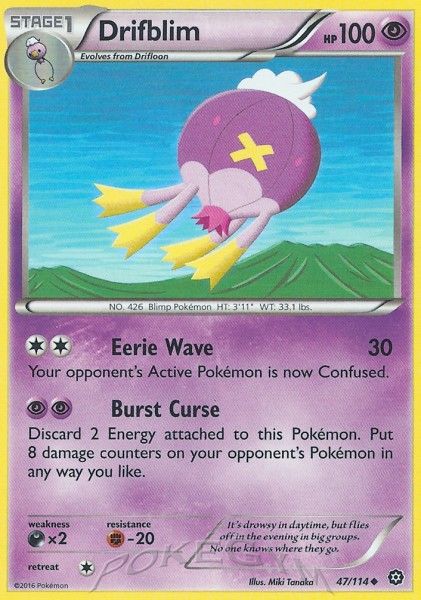 STAGE1
Drifblim
HP100
Evolves from Drifloon
NO. 426 Blimp Pokémon HT: 3'11" WT: 33.1 lbs.
Eerie Wave 30
Your opponent's Active Pokémon is now Confused.
Burst Curse
Discard 2 Energy attached to this Pokémon. Put
8 damage counters on your opponent's Pokémon in
any way you like.
weakness resistance
×2 -20
retreat
It's drowsy in daytime, but flies
off in the evening in big groups.
No one knows where they go.
POKÉGYM
©2016 Pokémon
Illus. Miki Tanaka
47/114